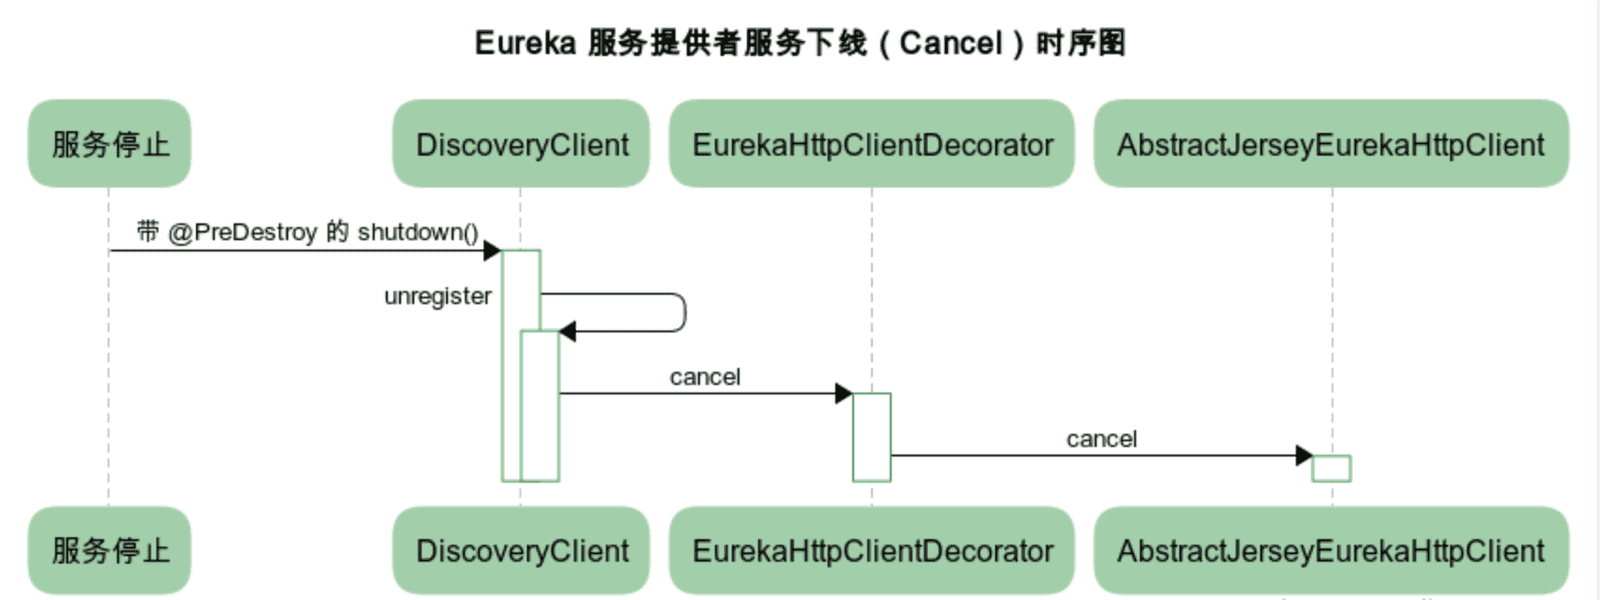 Eureka 服务提供者服务下线（Cancel）时序图
服务停止
DiscoveryClient
EurekaHttpClientDecorator
AbstractJerseyEurekaHttpClient
带 @PreDestroy 的 shutdown()
unregister
cancel
cancel
服务停止
DiscoveryClient
EurekaHttpClientDecorator
AbstractJerseyEurekaHttpClient